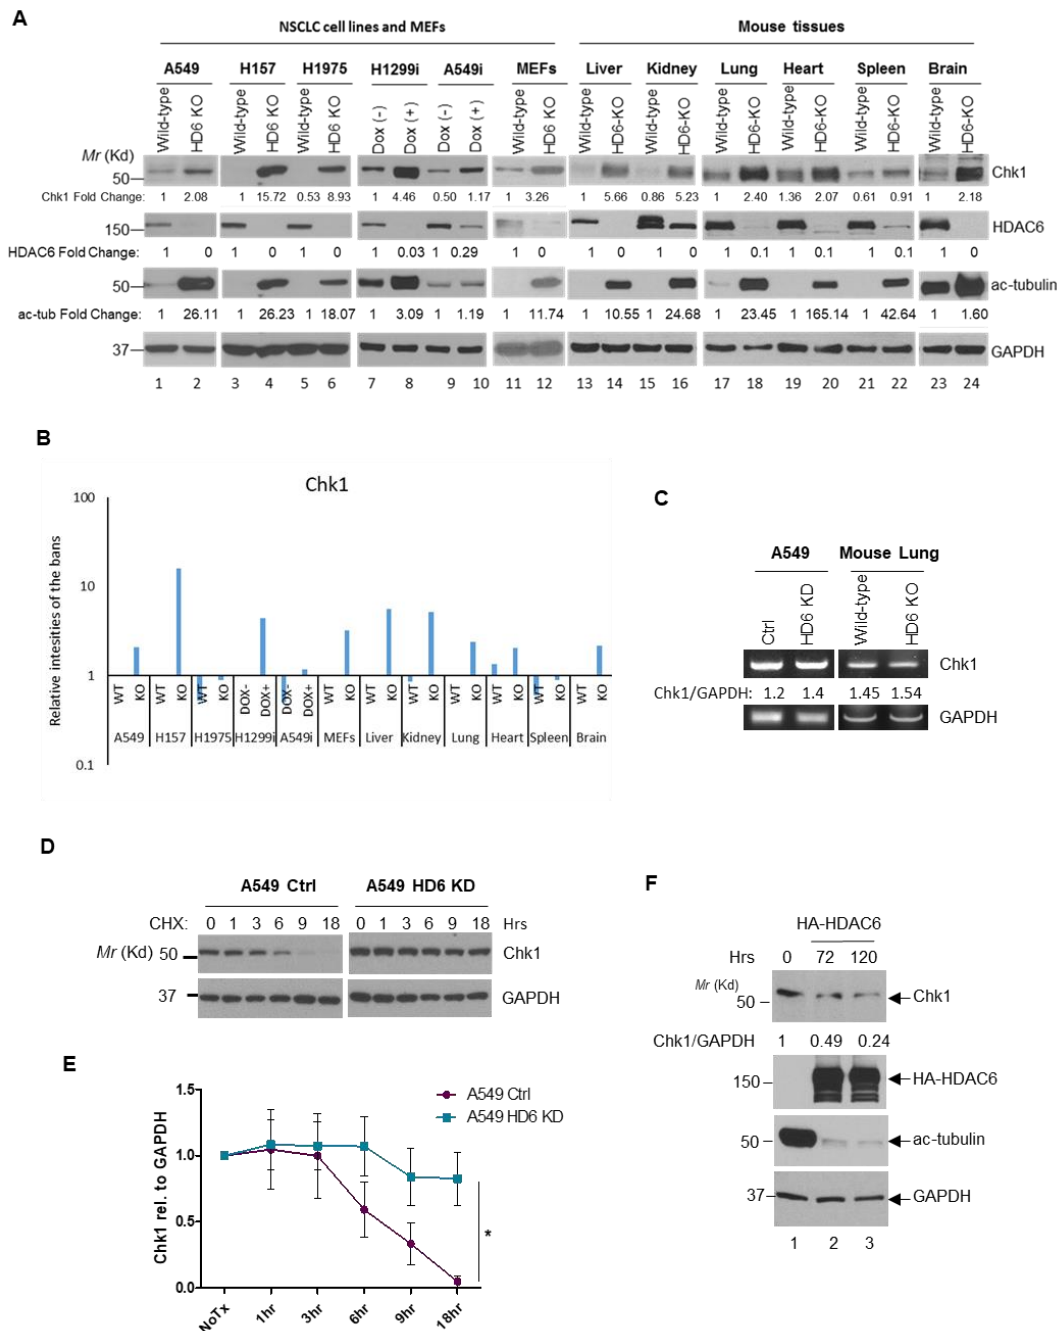 A
NSCLC cell lines and MEFs Mouse tissues
A549 H157 H1975 H1299i A549i MEFs Liver Kidney Lung Heart Spleen Brain
Wild-type HD6 KO Wild-type HD6 KO Wild-type HD6 KO Dox (-) Dox (+) Dox (-) Dox (+) Wild-type HD6 KO Wild-type HD6-KO Wild-type HD6-KO Wild-type HD6-KO Wild-type HD6-KO Wild-type HD6-KO Wild-type HD6-KO
Mr (Kd)
50 Chk1
Chk1 Fold Change: 1 2.08 1 15.72 0.53 8.93 1 4.46 0.50 1.17 1 3.26 1 5.66 0.86 5.23 1 2.40 1.36 2.07 0.61 0.91 1 2.18
150 HDAC6
HDAC6 Fold Change: 1 0 1 0 1 0 1 0.03 1 0.29 1 0 1 0 1 0 1 0.1 1 0.1 1 0.1 1 0
50 ac-tubulin
ac-tub Fold Change: 1 26.11 1 26.23 1 18.07 1 3.09 1 1.19 1 11.74 1 10.55 1 24.68 1 23.45 1 165.14 1 42.64 1 1.60
37 GAPDH
1 2 3 4 5 6 7 8 9 10 11 12 13 14 15 16 17 18 19 20 21 22 23 24
B
Chk1
Relative intesities of the bans
100
10
1
0.1
WT KO WT KO WT KO DOX- DOX+ DOX- DOX+ WT KO WT KO WT KO WT KO WT KO WT KO WT KO
A549 H157 H1975 H1299i A549i MEFs Liver Kidney Lung Heart Spleen Brain
C
A549 Mouse Lung
Ctrl HD6 KD Wild-type HD6 KO
Chk1
Chk1/GAPDH: 1.2 1.4 1.45 1.54
GAPDH
D
A549 Ctrl A549 HD6 KD
CHX: 0 1 3 6 9 18 0 1 3 6 9 18 Hrs
Mr (Kd) 50 Chk1
37 GAPDH
E
Chk1 rel. to GAPDH
1.5
1.0
0.5
0.0
A549 Ctrl
A549 HD6 KD
*
NoTx 1hr 3hr 6hr 9hr 18hr
F
HA-HDAC6
Hrs 0 72 120
Mr (Kd)
50 Chk1
Chk1/GAPDH 1 0.49 0.24
150 HA-HDAC6
50 ac-tubulin
37 GAPDH
1 2 3